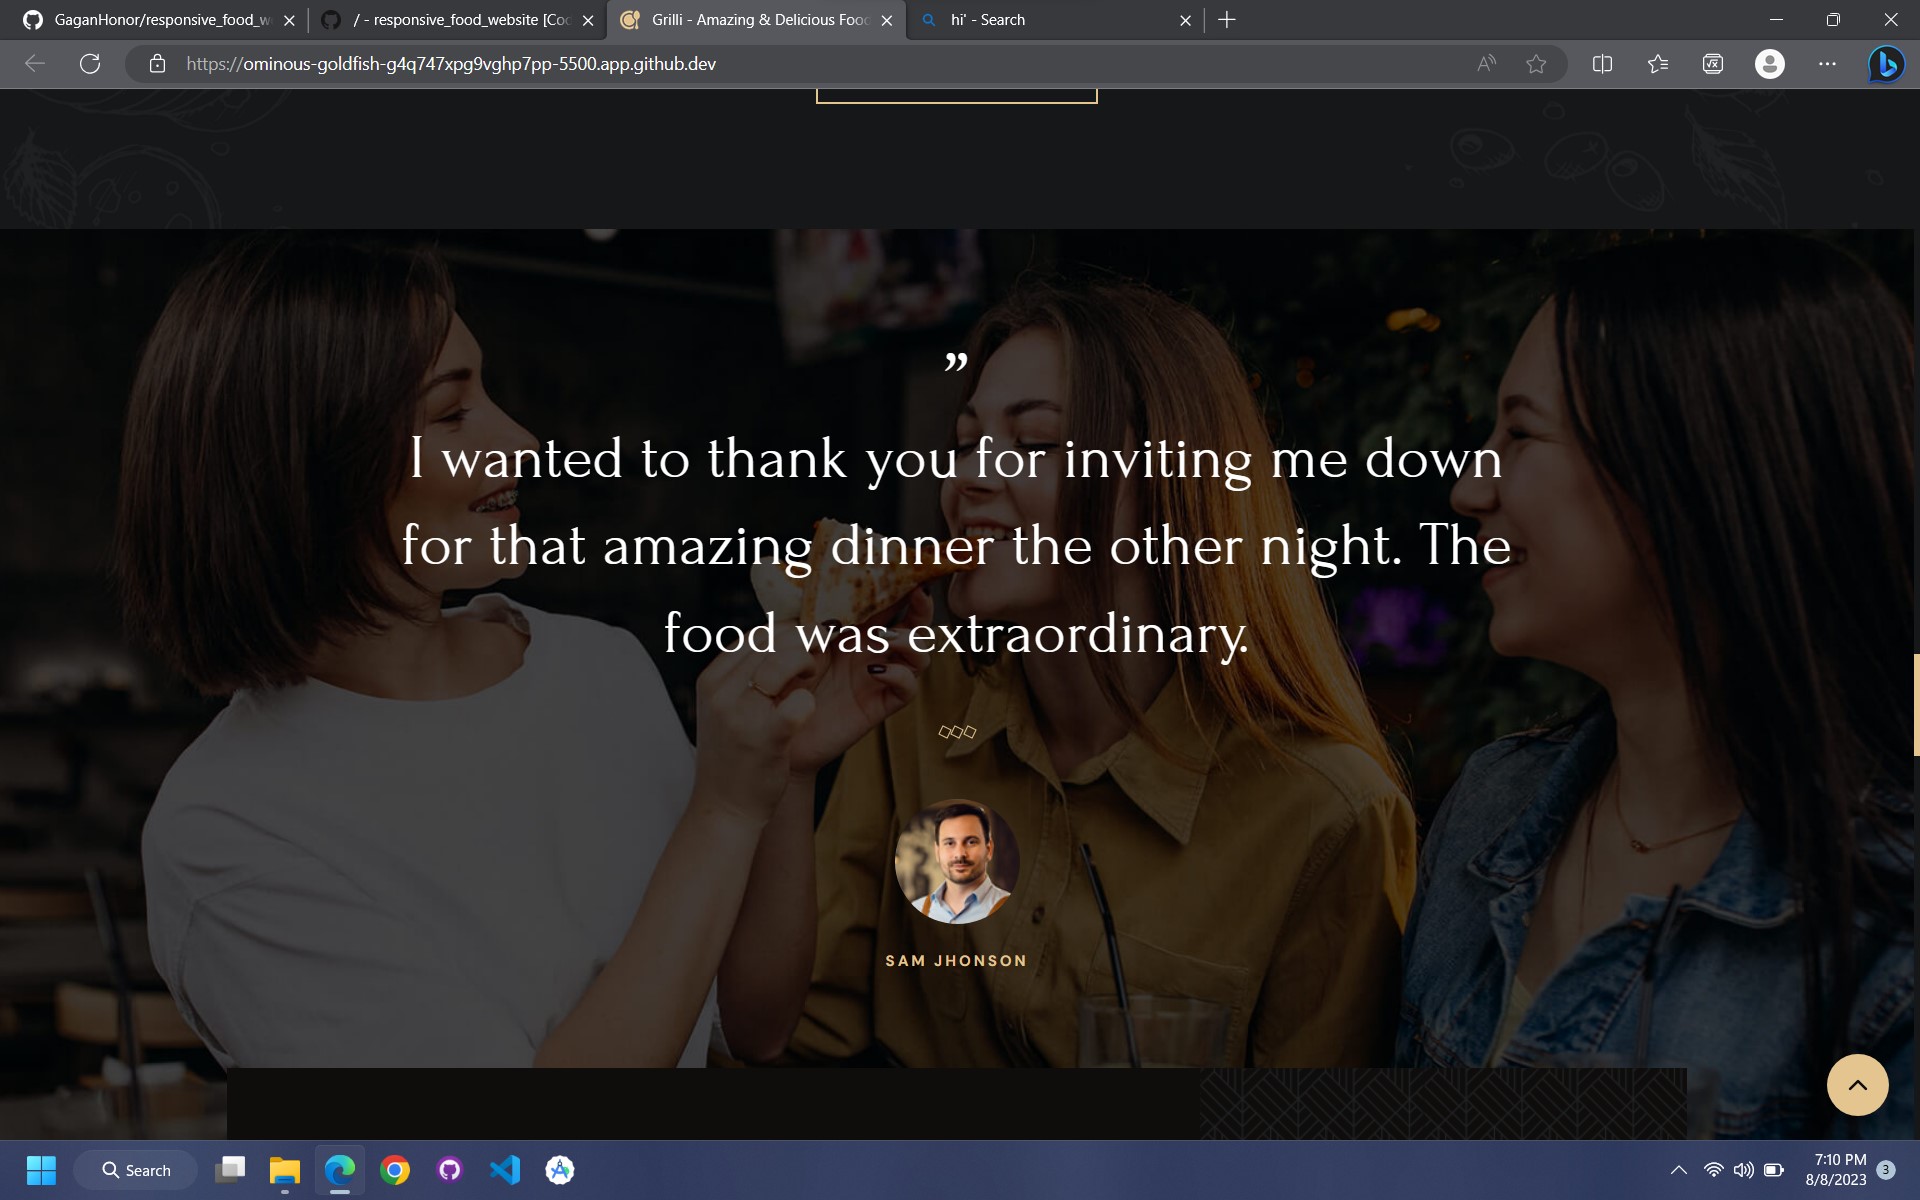 GaganHonor/responsive_food_w
/ - responsive_food_website [Co
Grilli - Amazing & Delicious Foo
hi' - Search
https://ominous-goldfish-g4q747xpg9vghp7pp-5500.app.github.dev
”
I wanted to thank you for inviting me down
for that amazing dinner the other night. The
food was extraordinary.
SAM JHONSON
Search
7:10 PM
8/8/2023
3